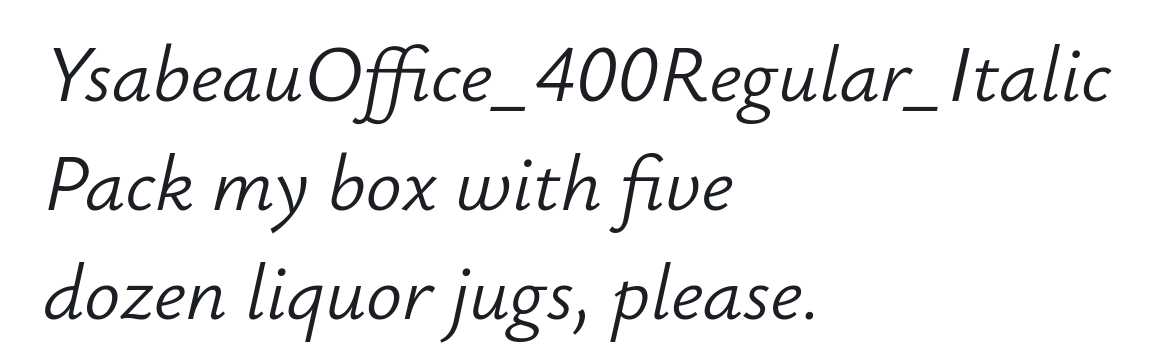 YsabeauOffice_400Regular_Italic
Pack my box with five
dozen liquor jugs, please.